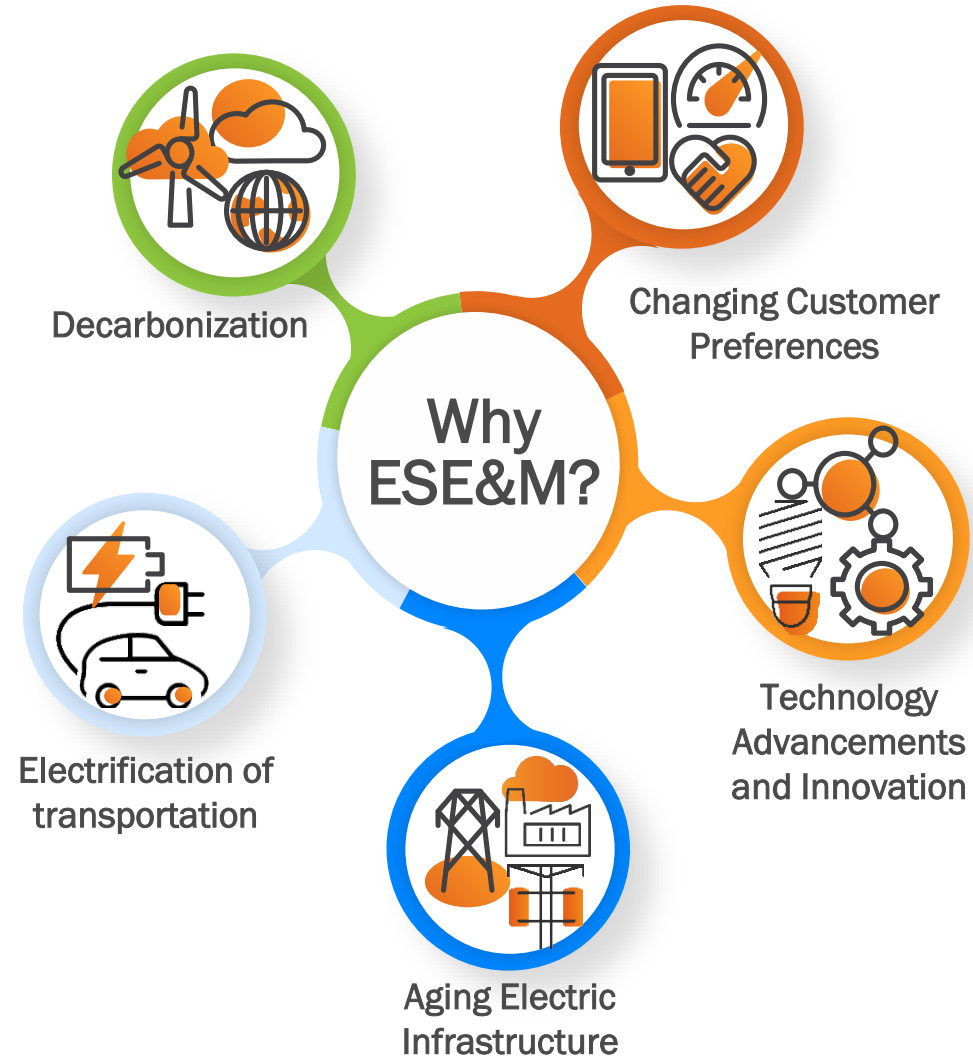 Why
ESE&M?
Decarbonization
Changing Customer
Preferences
Technology
Advancements
and Innovation
Aging Electric
Infrastructure
Electrification of
transportation